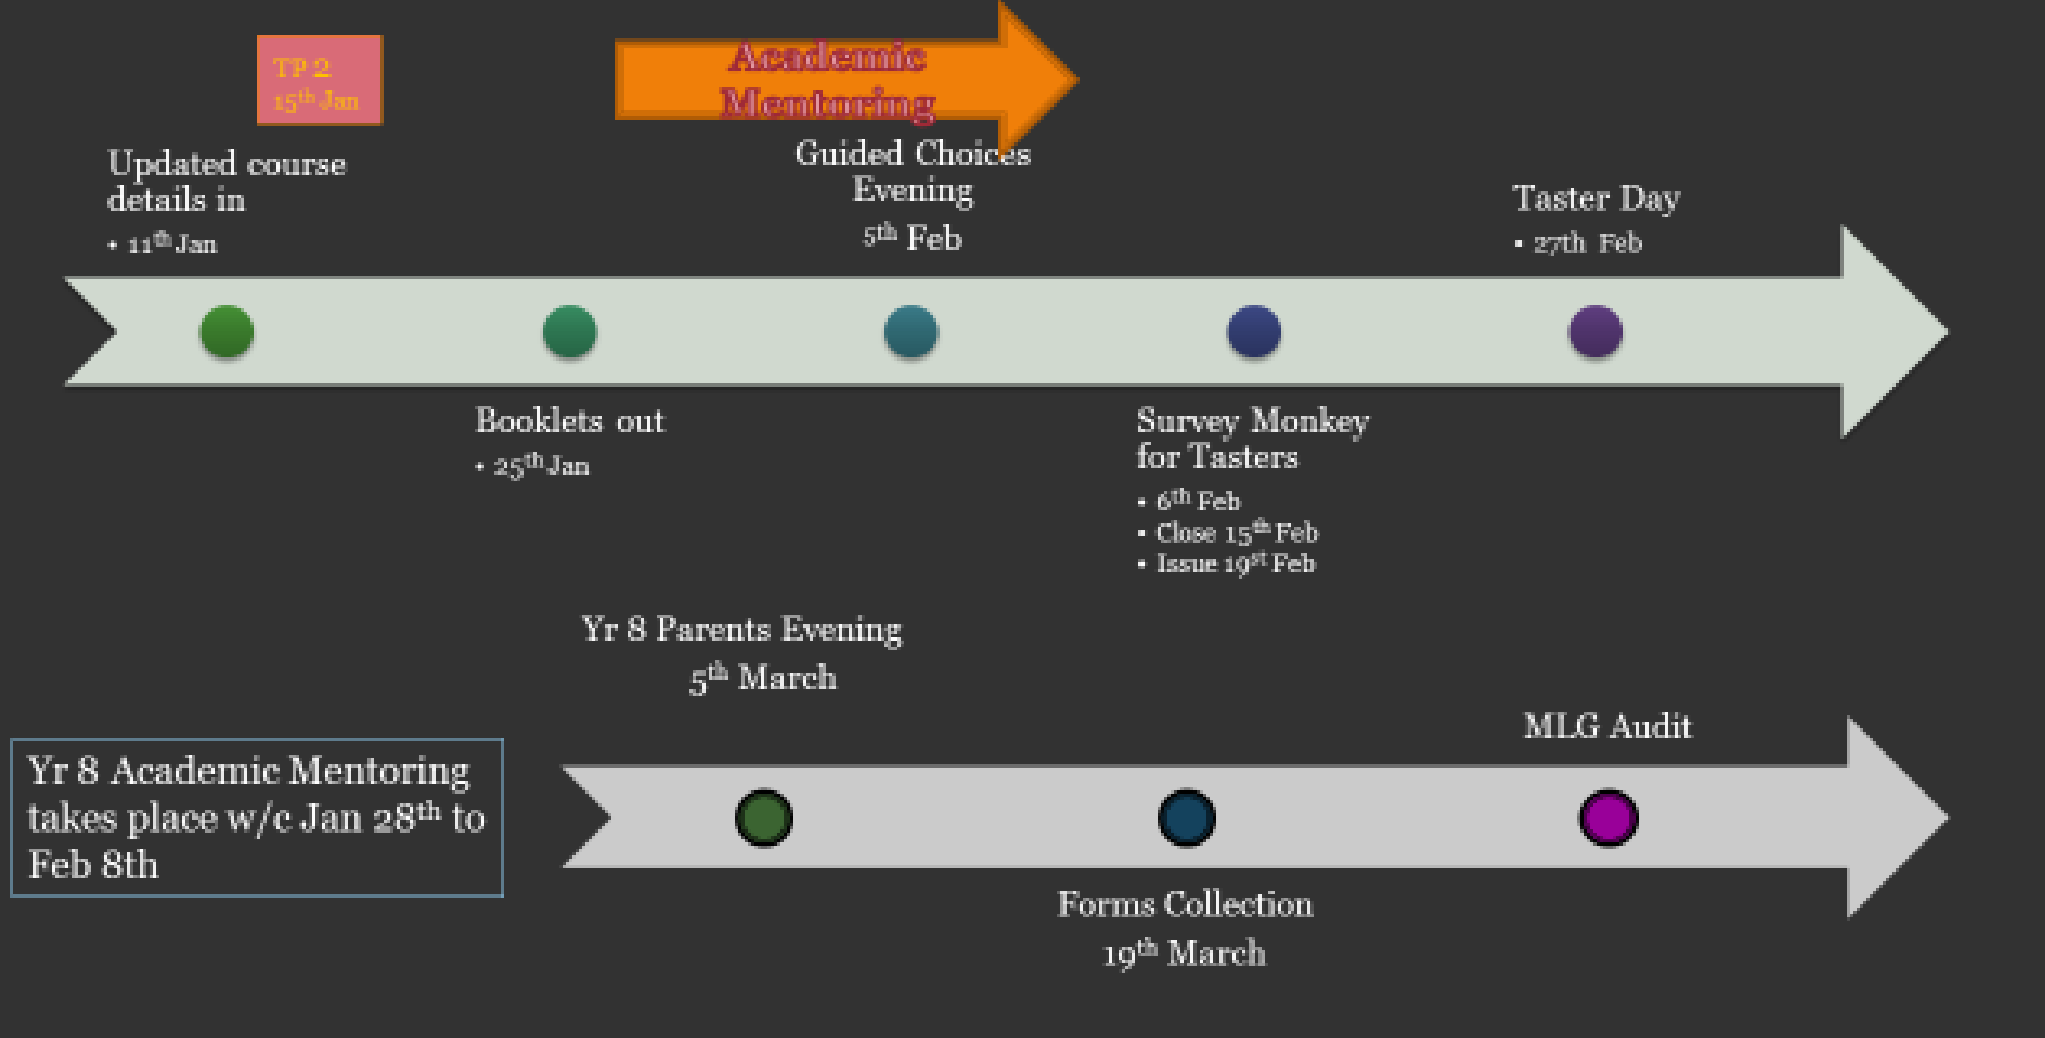 TP 2
15th Jan
Academic
Mentoring
Updated course
details in
• 11th Jan
Guided Choices
Evening
5th Feb
Taster Day
• 27th Feb
Booklets out
• 25th Jan
Survey Monkey
for Tasters
• 6th Feb
• Close 15th Feb
• Issue 19st Feb
Yr 8 Parents Evening
5th March
MLG Audit
Yr 8 Academic Mentoring
takes place w/c Jan 28th to
Feb 8th
Forms Collection
19th March